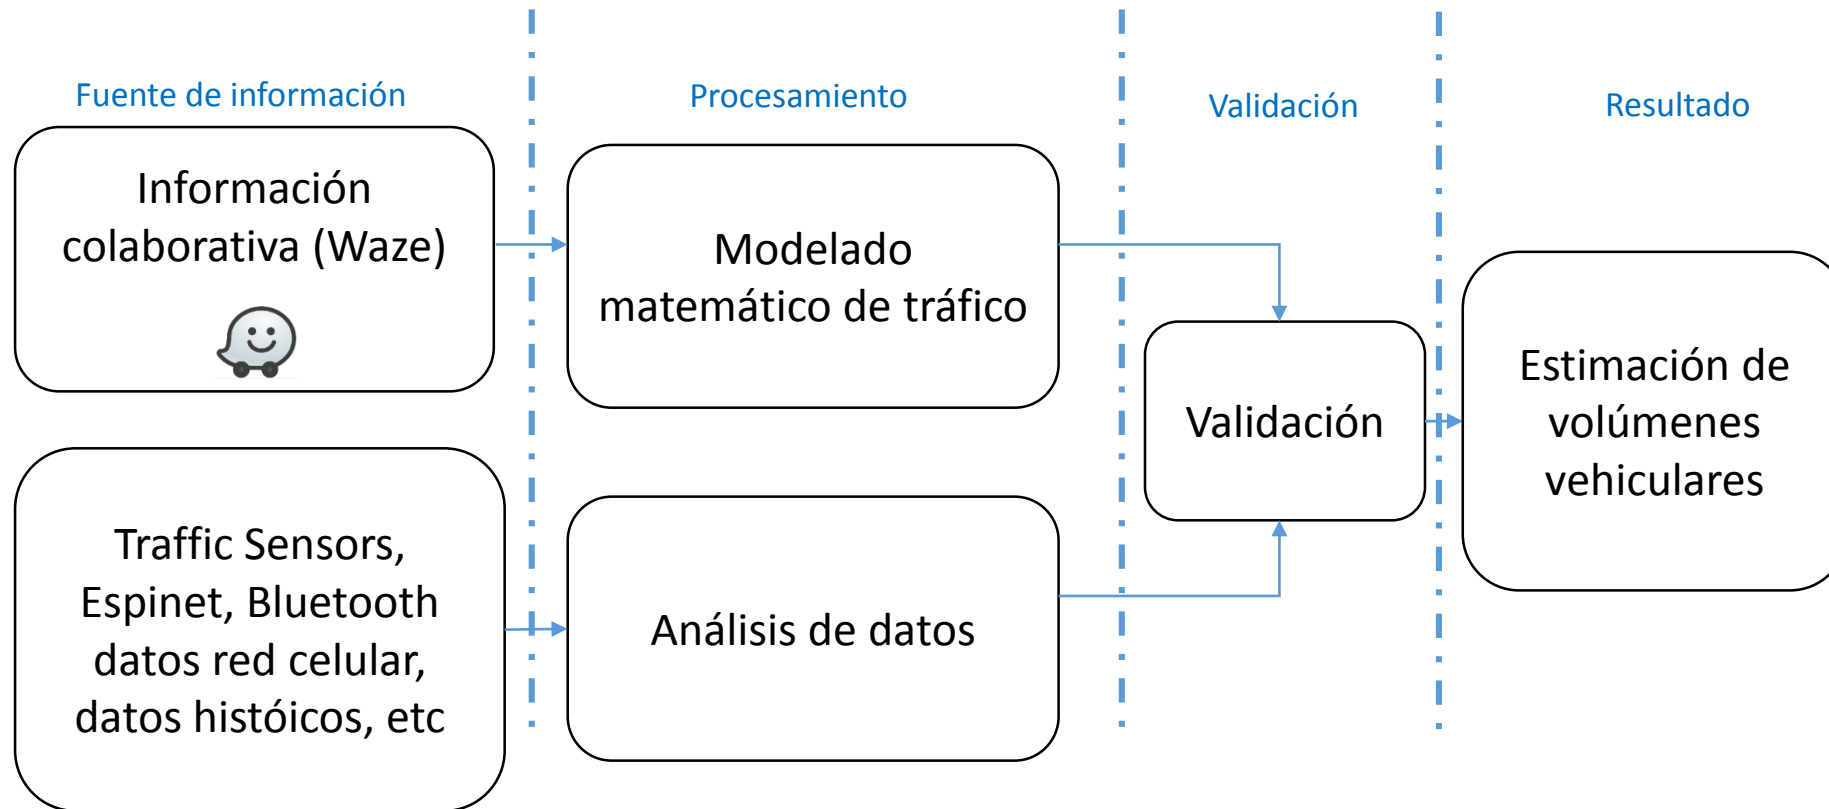 Fuente de información
Procesamiento
Validación
Resultado
Información
colaborativa (Waze)
Modelado
matemático de tráfico
Traffic Sensors,
Espinet, Bluetooth
datos red celular,
datos históicos, etc
Análisis de datos
Validación
Estimación de
volúmenes
vehiculares